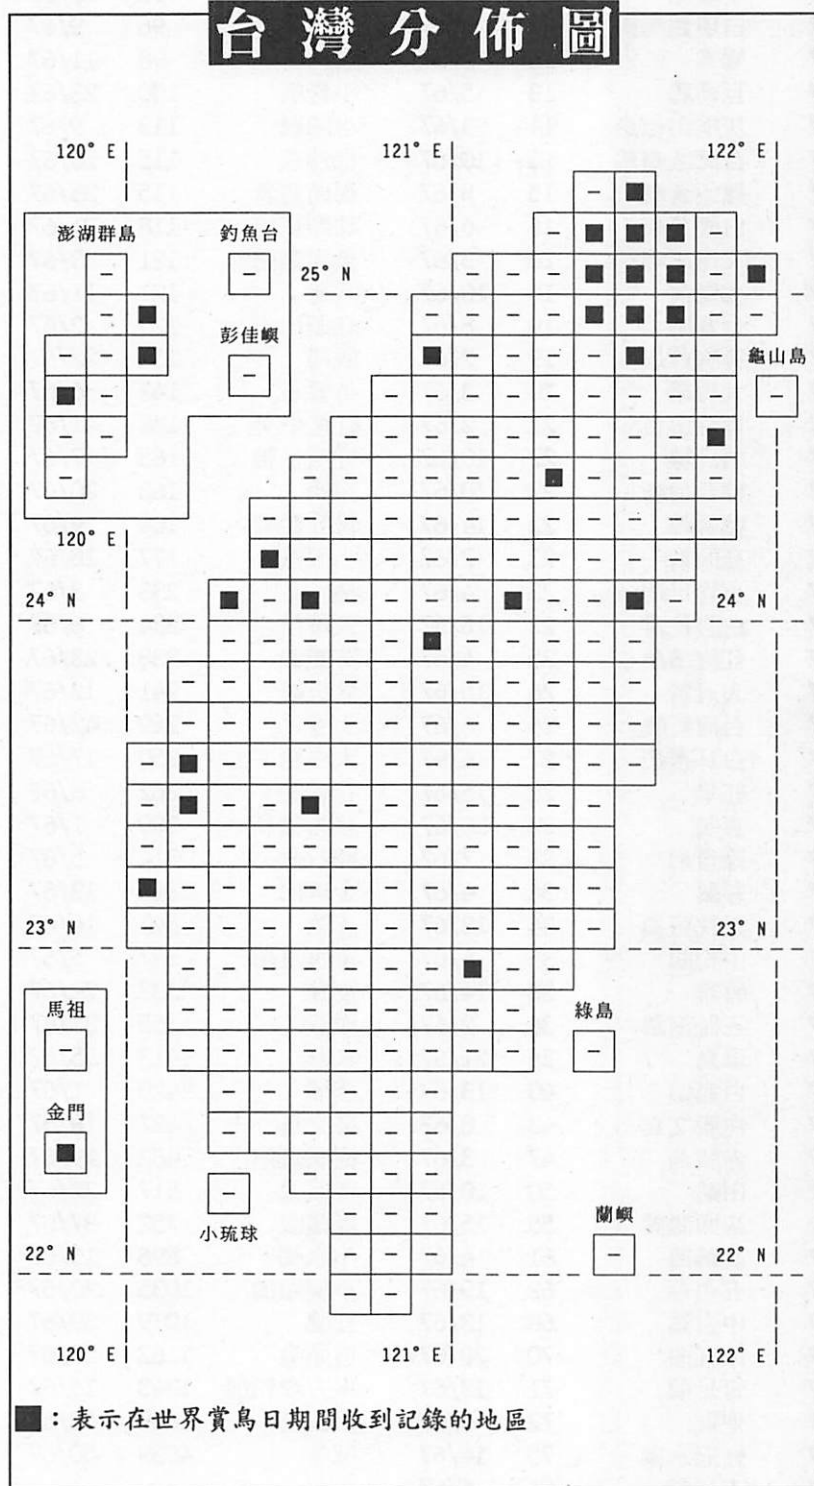 台灣分佈圖
120° E 121° E 122° E
澎湖群島 釣魚台
25° N
彭佳嶼
龜山島
120° E
24° N 24° N
23° N 23° N
馬祖 綠島
金門
小琉球 蘭嶼
22° N 22° N
120° E 121° E 122° E
■：表示在世界賞鳥日期間收到記錄的地區